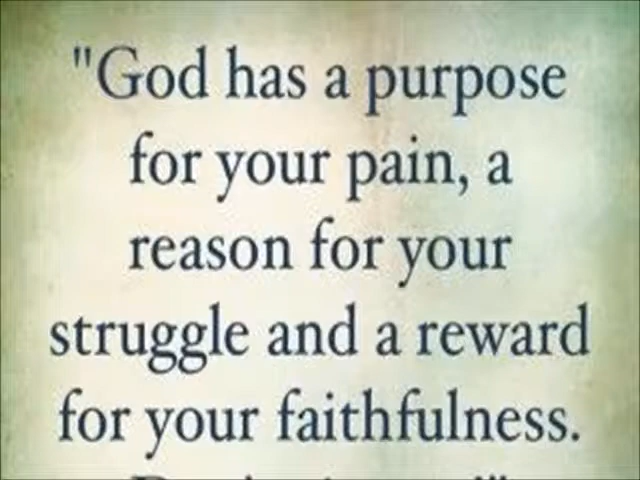 "God has a purpose
for your pain, a
reason for your
struggle and a reward
for your faithfulness.